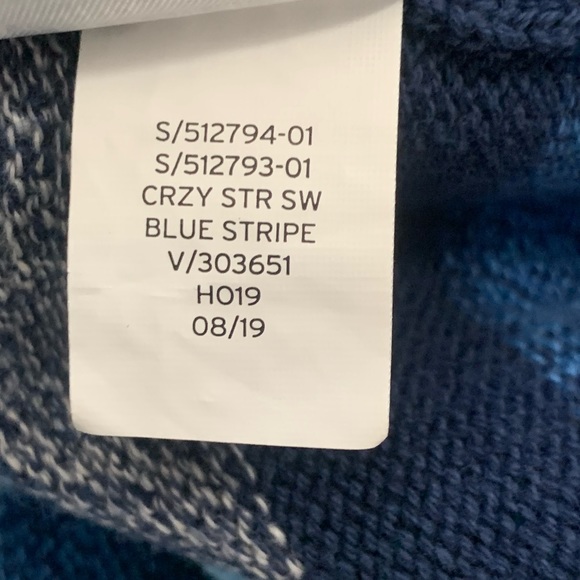 S/512794-01
S/512793-01
CRZY STR SW
BLUE STRIPE
V/303651
HO19
08/19